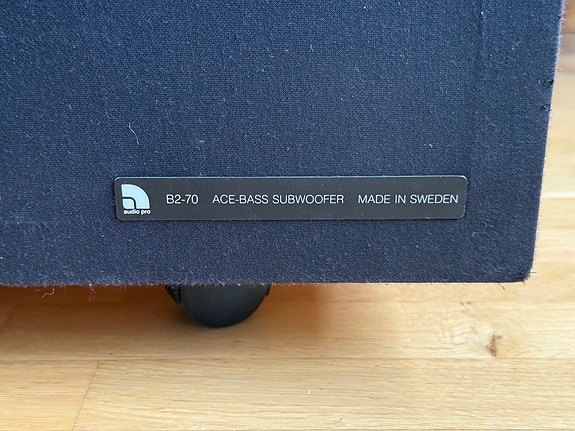 audio pro B2-70 ACE-BASS SUBWOOFER MADE IN SWEDEN